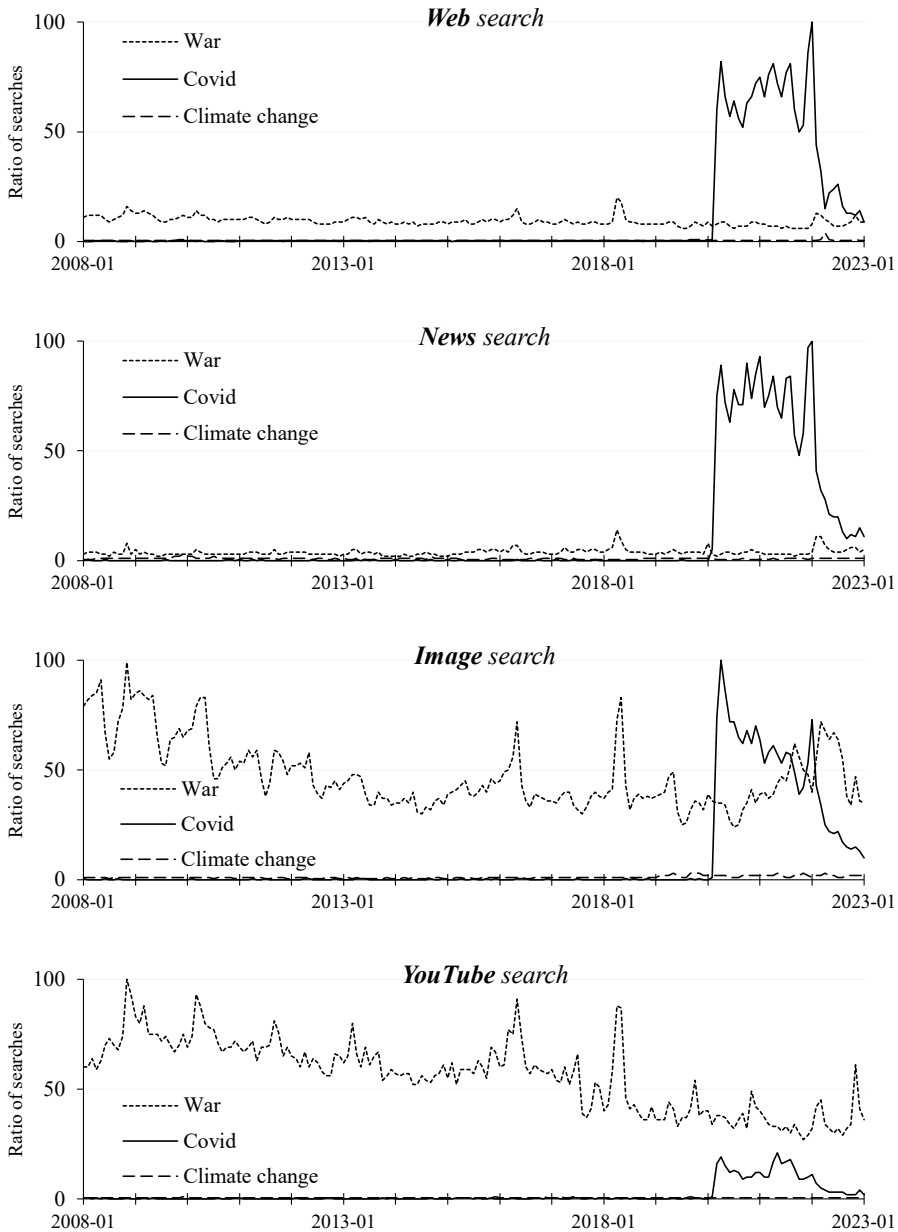 Web search
100
War
Covid
Climate change
50
0
Ratio of searches
2008-01 2013-01 2018-01 2023-01
News search
100
War
Covid
Climate change
50
0
Ratio of searches
2008-01 2013-01 2018-01 2023-01
Image search
100
50
War
Covid
Climate change
0
Ratio of searches
2008-01 2013-01 2018-01 2023-01
YouTube search
100
50
War
Covid
Climate change
0
Ratio of searches
2008-01 2013-01 2018-01 2023-01